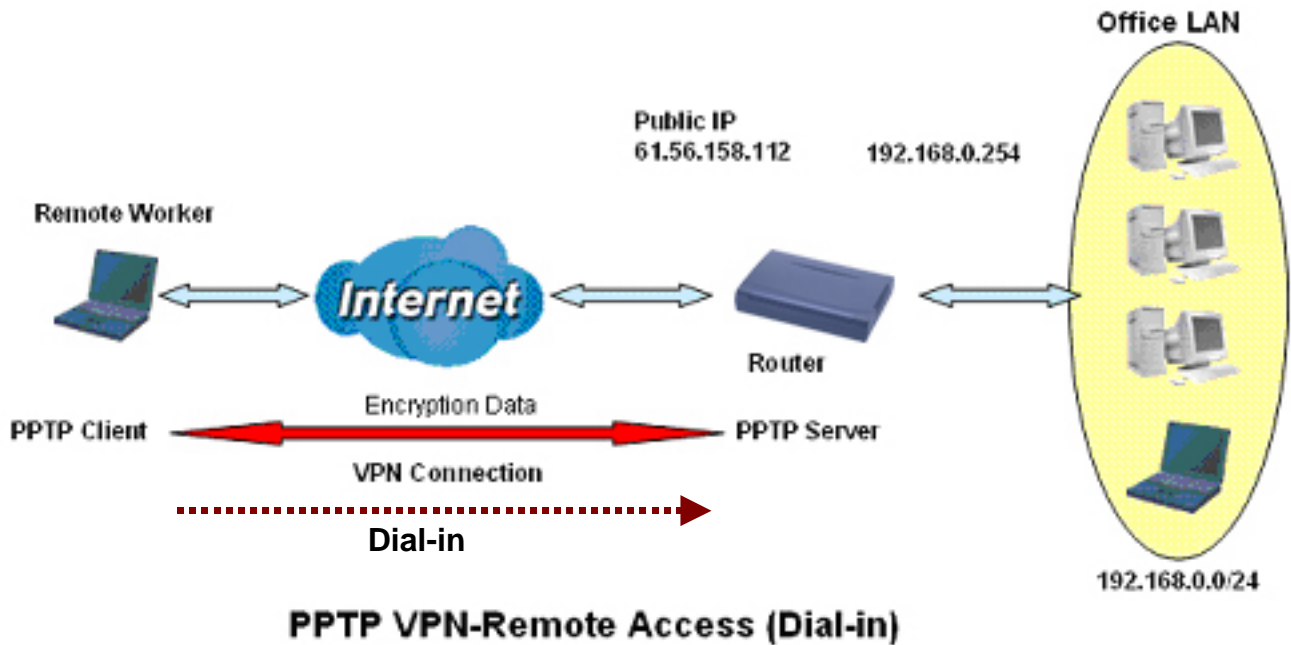 Office LAN
Public IP
61.56.158.112
192.168.0.254
Remote Worker
Internet
Router
Encryption Data
PPTP Client
PPTP Server
VPN Connection
Dial-in
192.168.0.0/24
PPTP VPN-Remote Access (Dial-in)